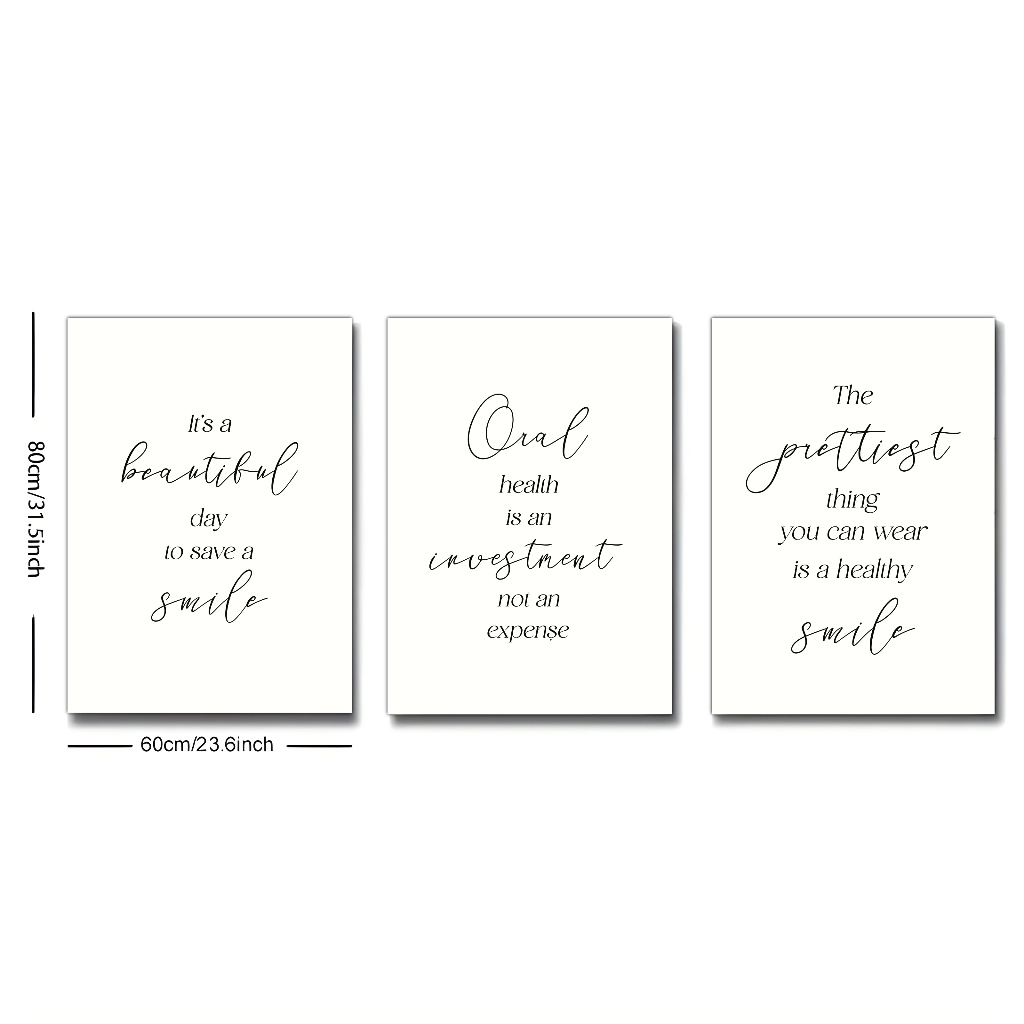 It's a
beautiful
day
to save a
smile
Oral
health
is an
investment
not an
expense
The
prettiest
thing
you can wear
is a healthy
smile
80cm/31.5inch
60cm/23.6inch